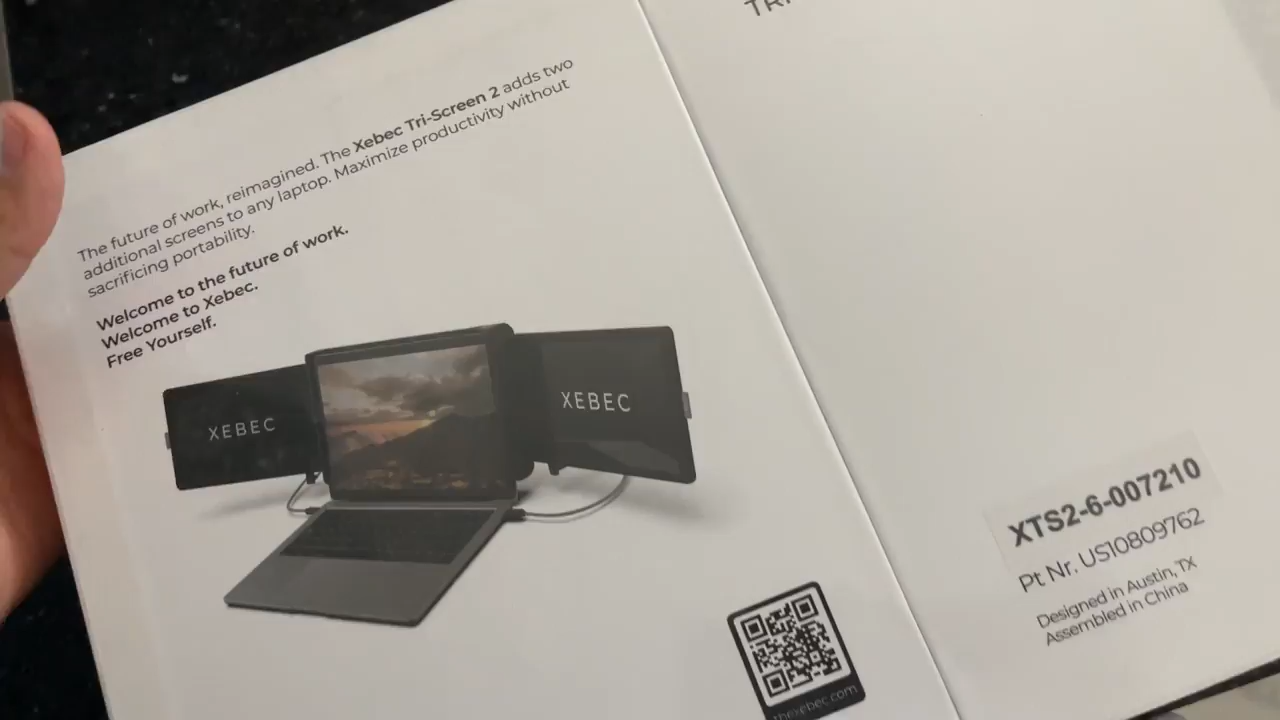 The future of work, reimagined. The Xebec Tri-Screen 2 adds two
additional screens to any laptop. Maximize productivity without
sacrificing portability.
Welcome to the future of work.
Welcome to Xebec.
Free Yourself.
XEBEC
XEBEC
thexebec.com
XTS2-6-007210
Pt Nr. US10809762
Designed in Austin, TX
Assembled in China